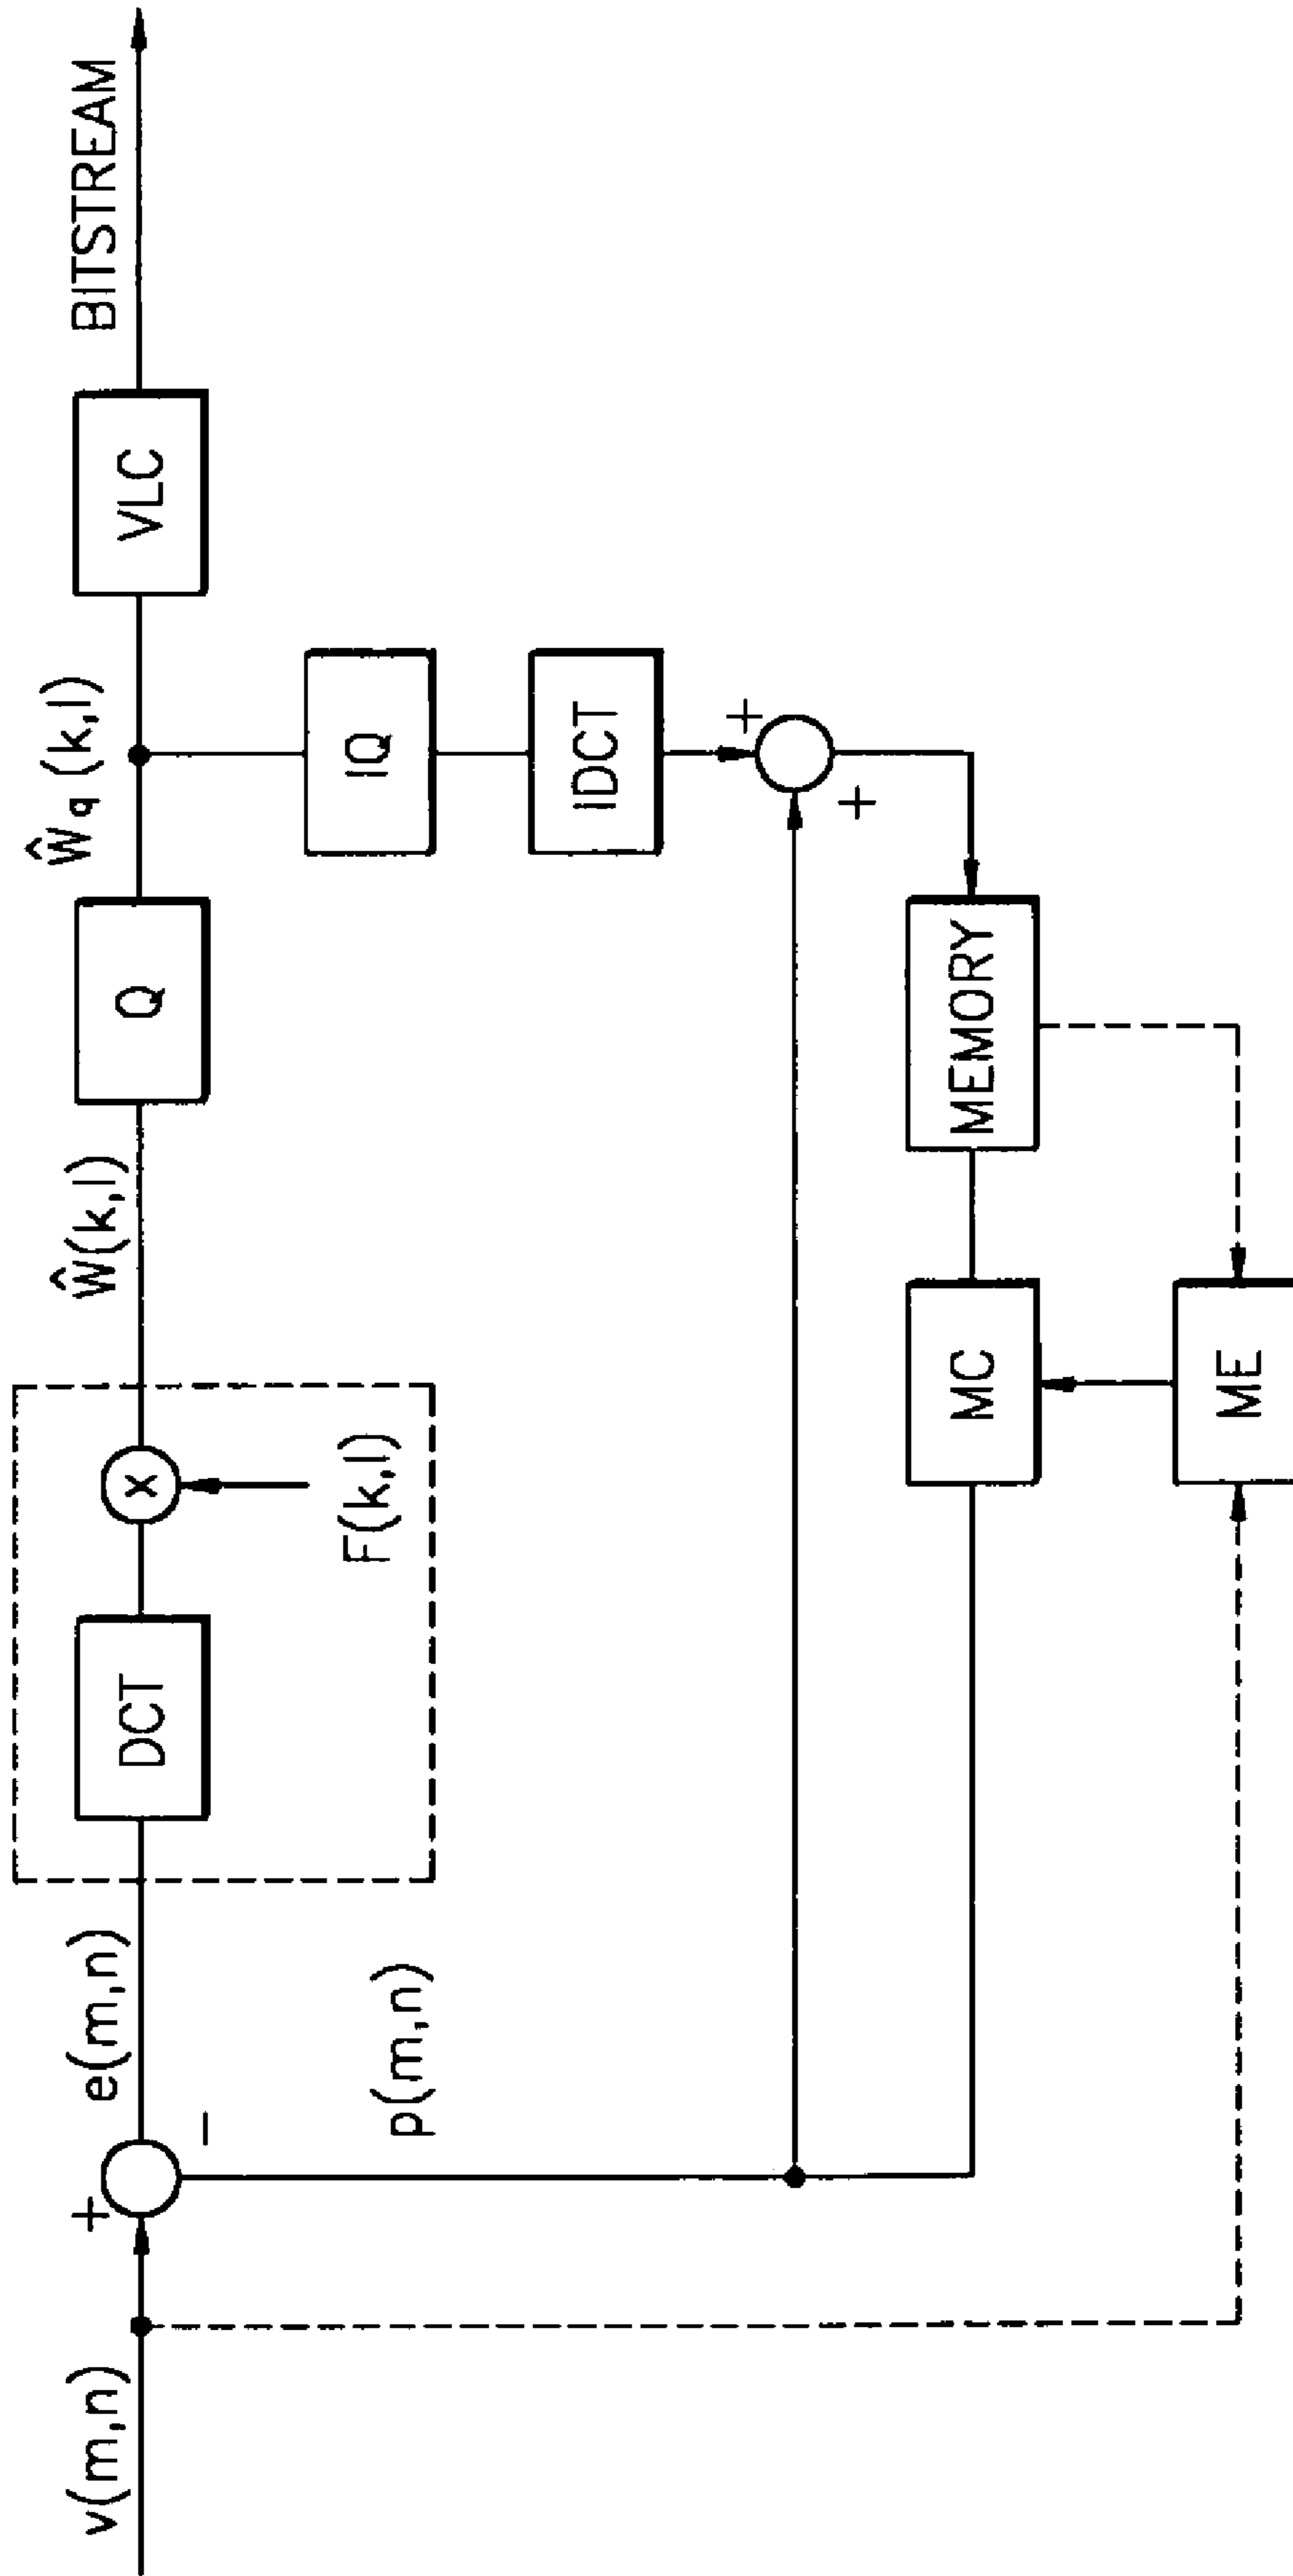 v(m,n)
+
-
e(m,n)
p(m,n)
DCT
x
F(k,l)
Ŵ(k,l)
Q
Ŵq(k,l)
VLC
BITSTREAM
IQ
IDCT
+
+
MEMORY
MC
ME